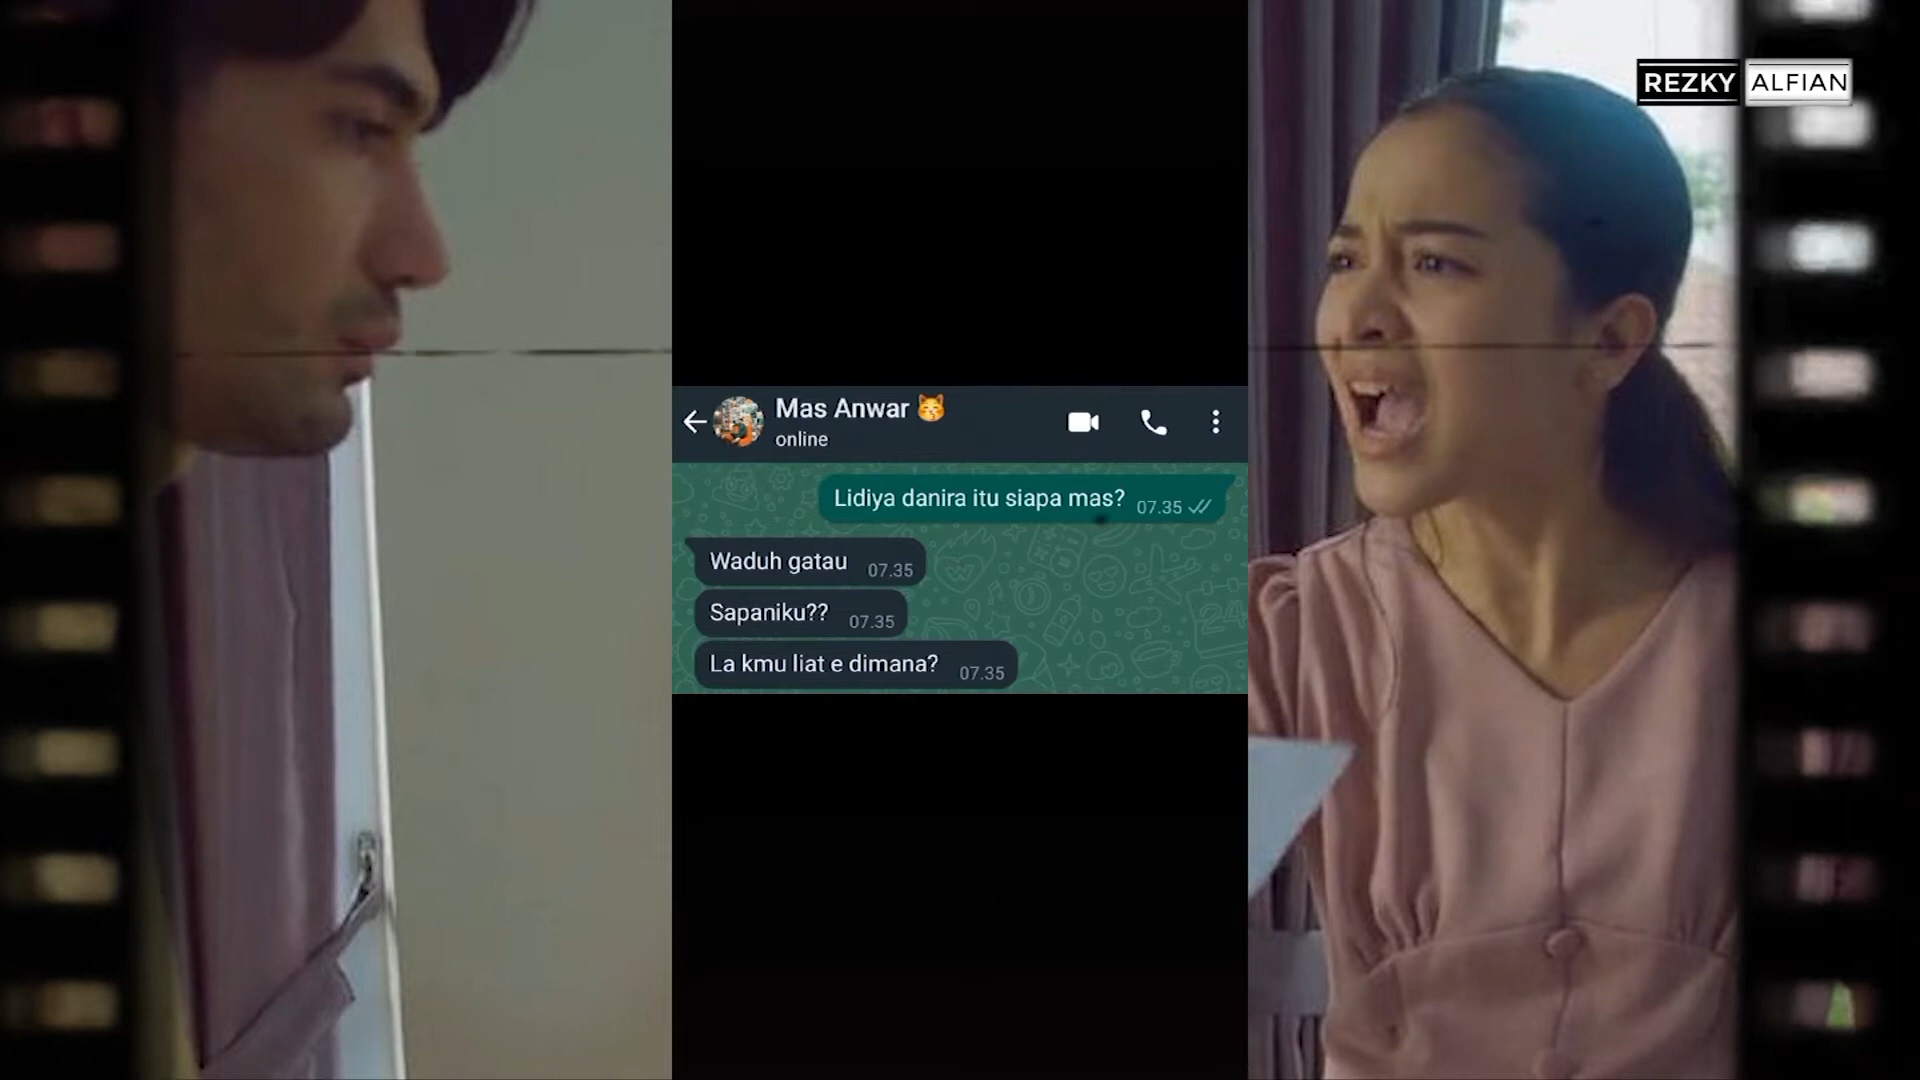 REZKY ALFIAN
Mas Anwar 😽
online
Lidiya danira itu siapa mas? 07.35
Waduh gatau 07.35
Sapaniku?? 07.35
La kmu liat e dimana? 07.35